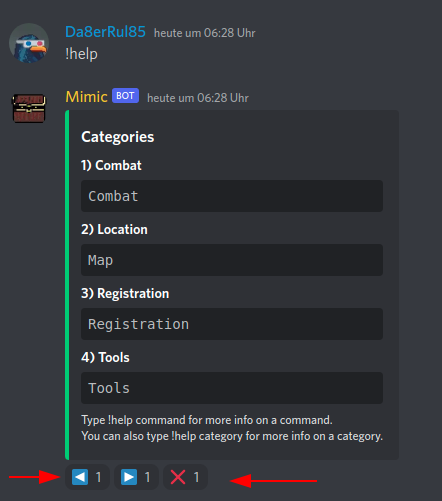 Da8erRul85 heute um 06:28 Uhr
!help
Mimic BOT heute um 06:28 Uhr
Categories
1) Combat
Combat
2) Location
Map
3) Registration
Registration
4) Tools
Tools
Type !help command for more info on a command.
You can also type !help category for more info on a category.
1 1 1